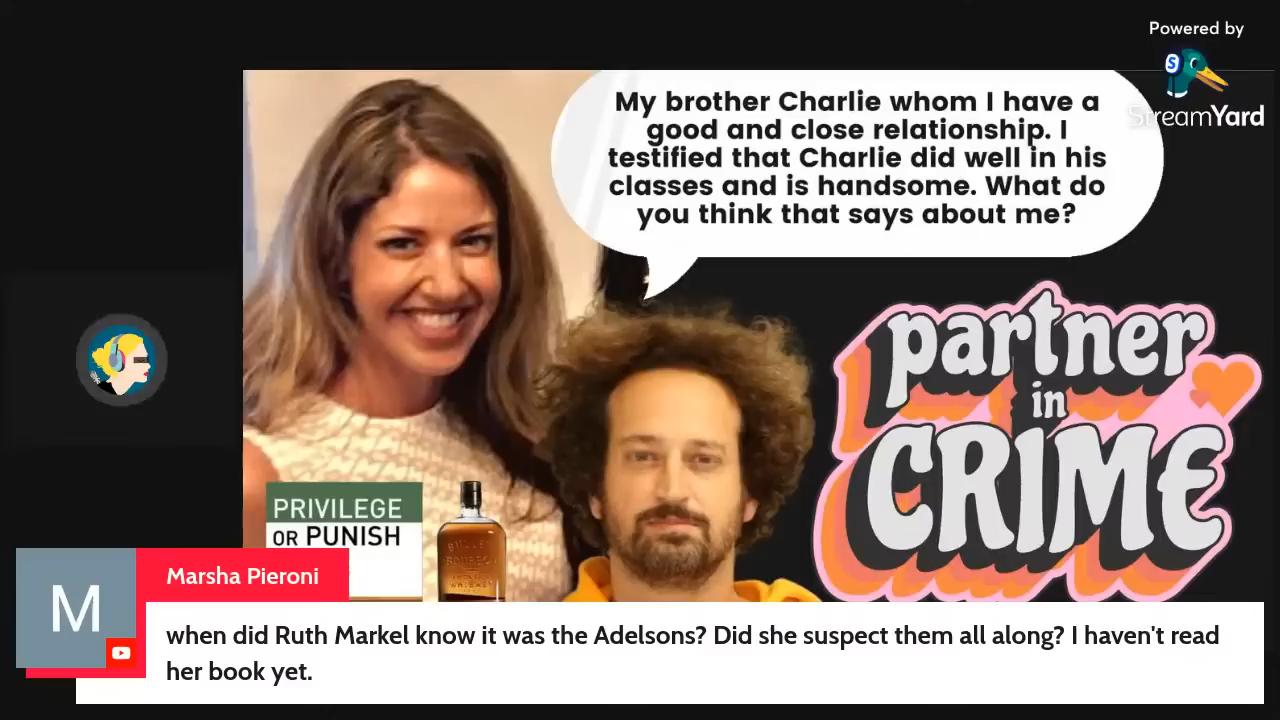 Powered by
S
StreamYard
My brother Charlie whom I have a
good and close relationship. I
testified that Charlie did well in his
classes and is handsome. What do
you think that says about me?
partner
in
CRIME
PRIVILEGE
OR PUNISH
BULLEIT
BOURBON
WHISKEY
M
Marsha Pieroni
when did Ruth Markel know it was the Adelsons? Did she suspect them all along? I haven't read
her book yet.